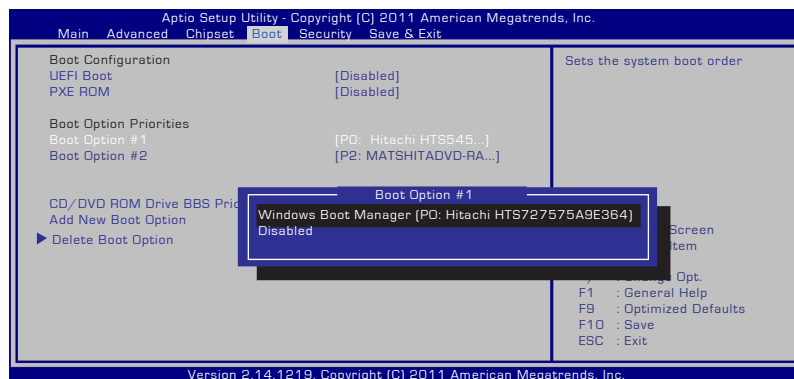 Aptio Setup Utility - Copyright (C) 2011 American Megatrends, Inc.
Main Advanced Chipset Boot Security Save & Exit
Boot Configuration
UEFI Boot [Disabled]
PXE ROM [Disabled]
Boot Option Priorities
Boot Option #1 [P0: Hitachi HTS545...]
Boot Option #2 [P2: MATSHITADVD-RA...]
CD/DVD ROM Drive BBS
Add New Boot Option
Delete Boot Option
Sets the system boot order
Boot Option #1
Windows Boot Manager (P0: Hitachi HTS727575A9E364)
Disabled
Screen
Item
Opt.
F1 : General Help
F9 : Optimized Defaults
F10 : Save
ESC : Exit
Version 2.14.1219. Copyright (C) 2011 American Megatrends, Inc.